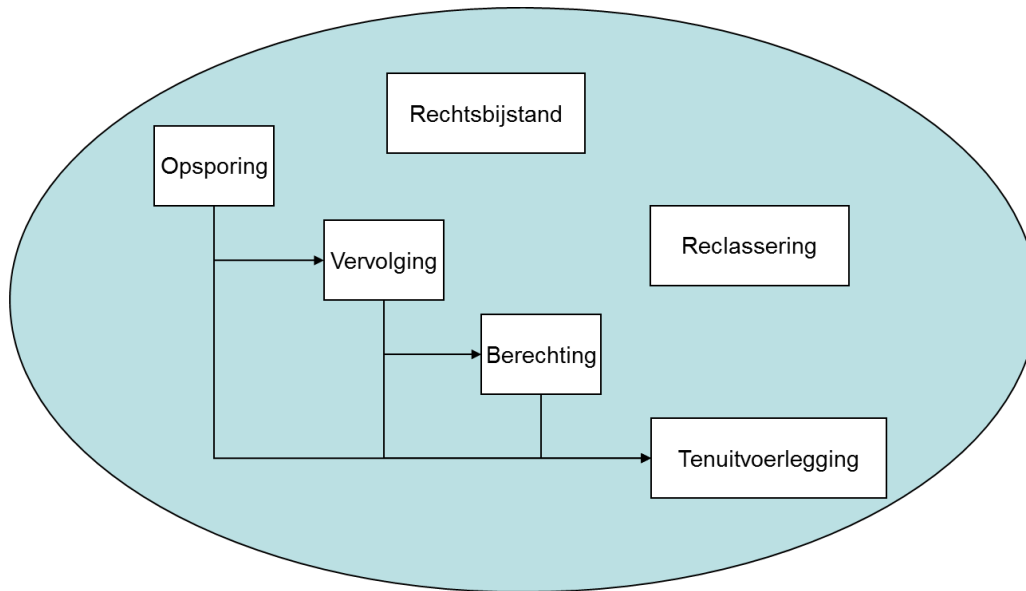 Rechtsbijstand
Opsporing
Reclassering
Vervolging
Berechting
Tenuitvoerlegging